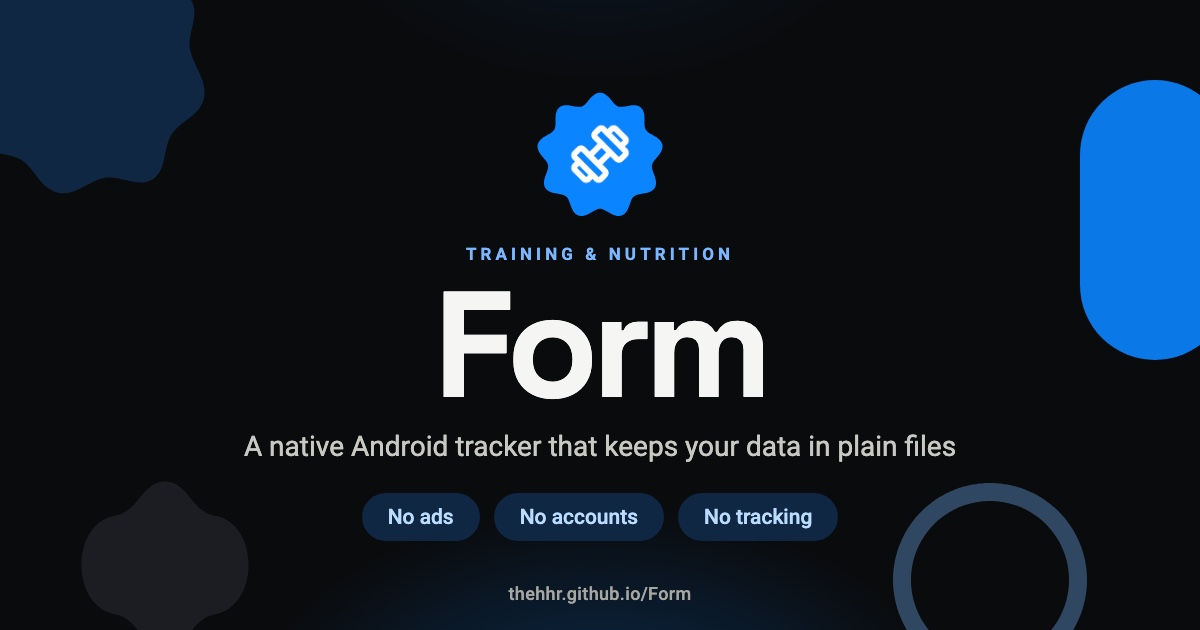 TRAINING & NUTRITION
Form
A native Android tracker that keeps your data in plain files
No ads No accounts No tracking
thehhr.github.io/Form